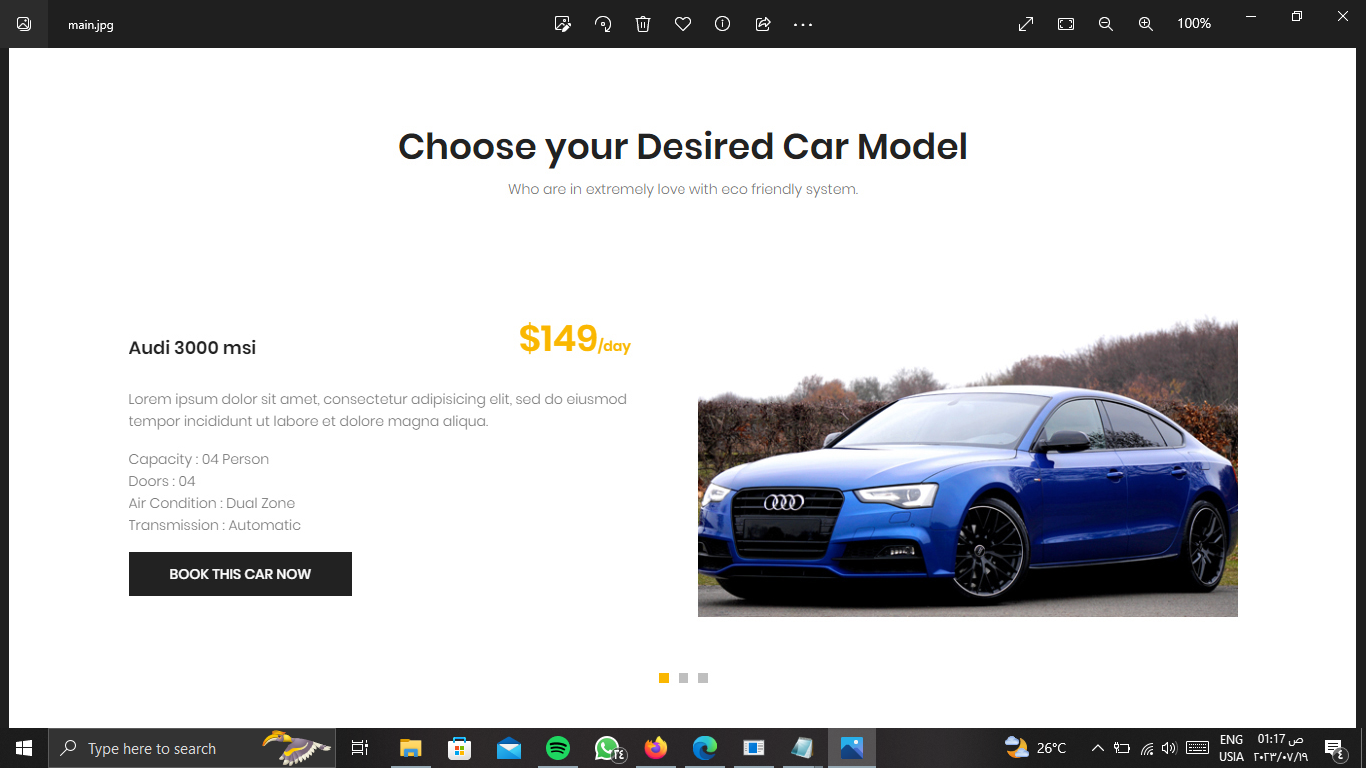 main.jpg
100%
Choose your Desired Car Model
Who are in extremely love with eco friendly system.
Audi 3000 msi
$149/day
Lorem ipsum dolor sit amet, consectetur adipisicing elit, sed do eiusmod
tempor incididunt ut labore et dolore magna aliqua.
Capacity : 04 Person
Doors : 04
Air Condition : Dual Zone
Transmission : Automatic
BOOK THIS CAR NOW
Type here to search
٢٤
26°C
ENG
USIA
01:17 ص
٢٠٢٣/٠٧/١٩
٤